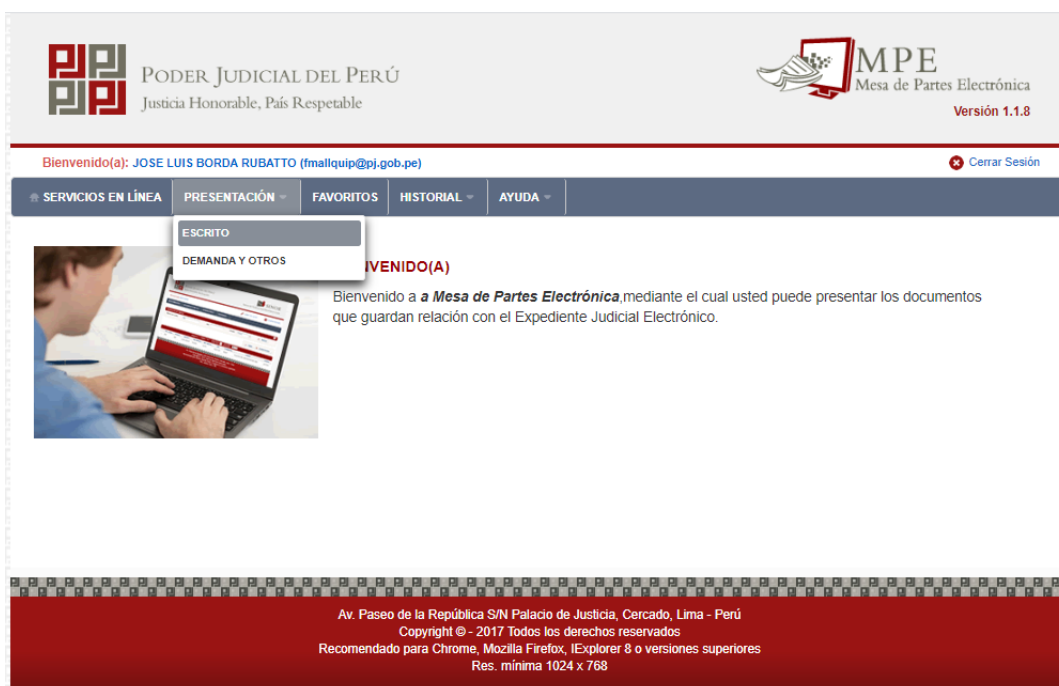 PODER JUDICIAL DEL PERÚ
Justicia Honorable, País Respetable
MPE
Mesa de Partes Electrónica
Versión 1.1.8
Bienvenido(a): JOSE LUIS BORDA RUBATTO (fmallquip@pj.gob.pe)
Cerrar Sesión
SERVICIOS EN LÍNEA PRESENTACIÓN FAVORITOS HISTORIAL AYUDA
ESCRITO
DEMANDA Y OTROS
NVENIDO(A)
Bienvenido a a Mesa de Partes Electrónica,mediante el cual usted puede presentar los documentos
que guardan relación con el Expediente Judicial Electrónico.
Av. Paseo de la República S/N Palacio de Justicia, Cercado, Lima - Perú
Copyright © - 2017 Todos los derechos reservados
Recomendado para Chrome, Mozilla Firefox, IExplorer 8 o versiones superiores
Res. mínima 1024 x 768